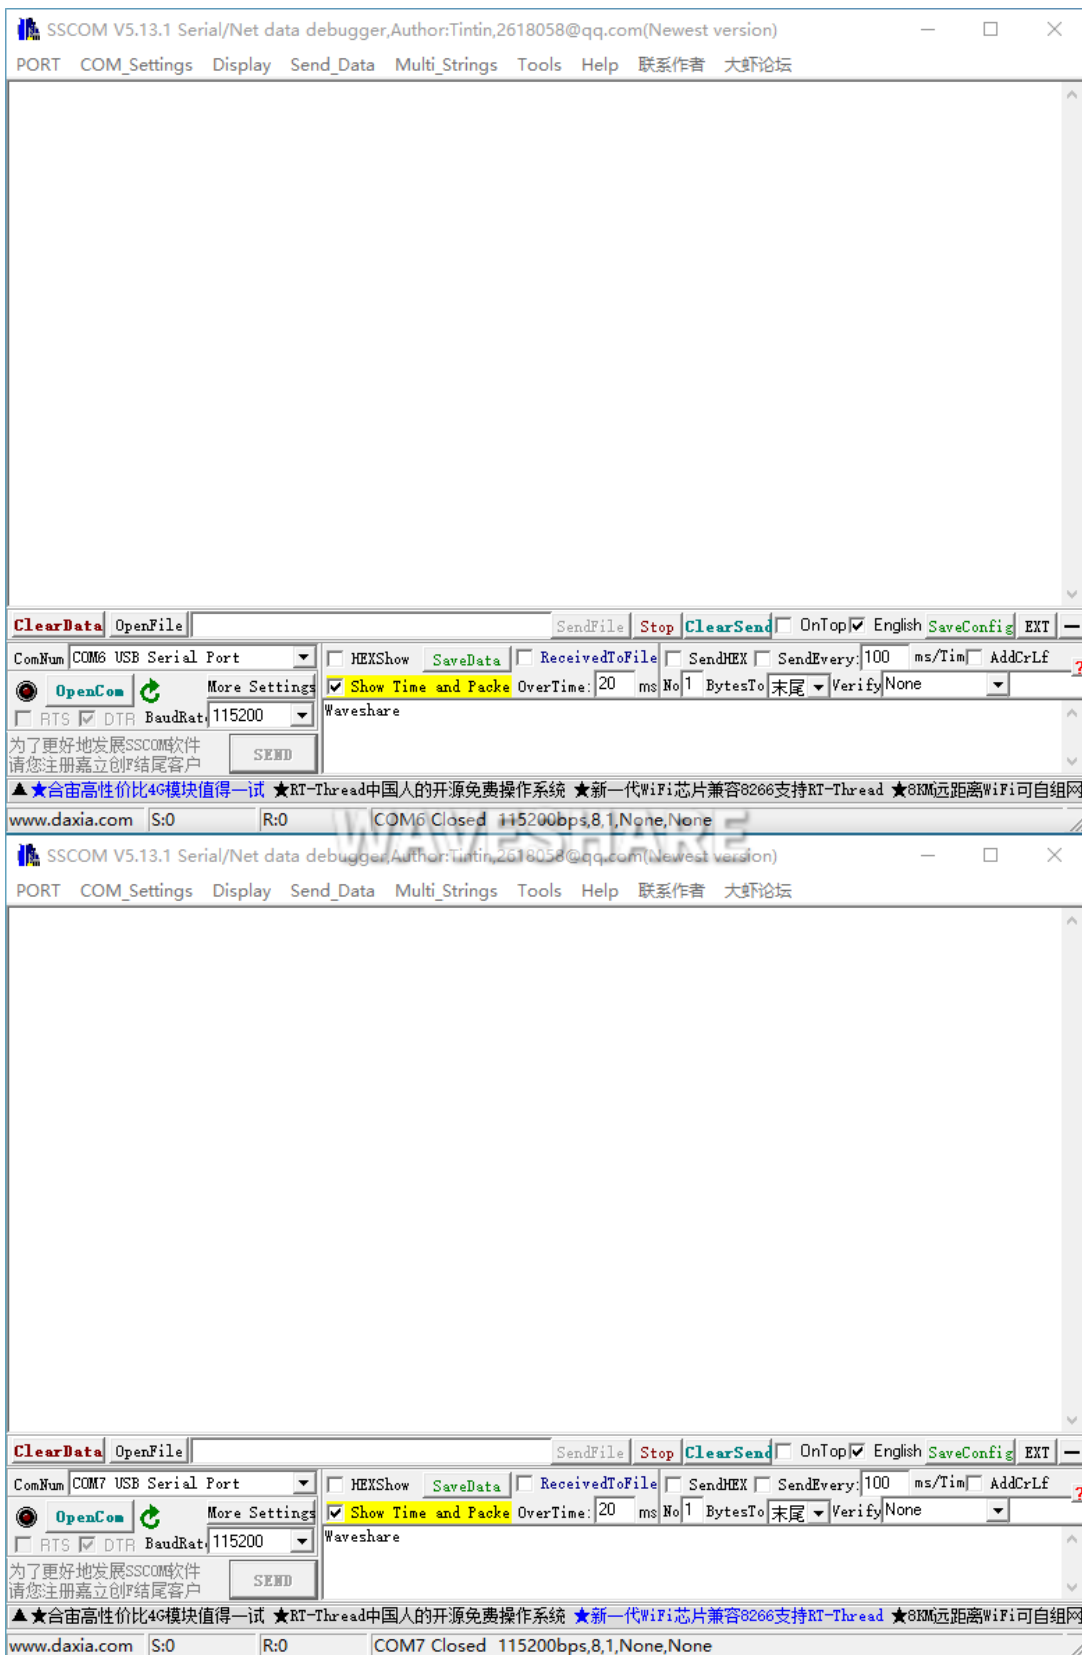 SSCOM V5.13.1 Serial/Net data debugger,Author:Tintin,2618058@qq.com(Newest version)
PORT COM_Settings Display Send_Data Multi_Strings Tools Help 联系作者 大虾论坛
ClearData OpenFile SendFile Stop ClearSend OnTop English SaveConfig EXT —
ComNum COM6 USB Serial Port HEXShow SaveData ReceivedToFile SendHEX SendEvery: 100 ms/Tim AddCrLf ?
OpenCom More Settings Show Time and Packe OverTime: 20 ms No 1 BytesTo 末尾 Verify None
RTS DTR BaudRat 115200 Waveshare
为了更好地发展SSCOM软件
请您注册嘉立创F结尾客户 SEND
▲★合宙高性价比4G模块值得一试 ★RT-Thread中国人的开源免费操作系统 ★新一代WiFi芯片兼容8266支持RT-Thread ★8KM远距离WiFi可自组网
www.daxia.com S:0 R:0 COM6 Closed 115200bps,8,1,None,None
WAVESHARE
SSCOM V5.13.1 Serial/Net data debugger,Author:Tintin,2618058@qq.com(Newest version)
PORT COM_Settings Display Send_Data Multi_Strings Tools Help 联系作者 大虾论坛
ClearData OpenFile SendFile Stop ClearSend OnTop English SaveConfig EXT —
ComNum COM7 USB Serial Port HEXShow SaveData ReceivedToFile SendHEX SendEvery: 100 ms/Tim AddCrLf ?
OpenCom More Settings Show Time and Packe OverTime: 20 ms No 1 BytesTo 末尾 Verify None
RTS DTR BaudRat 115200 Waveshare
为了更好地发展SSCOM软件
请您注册嘉立创F结尾客户 SEND
▲★合宙高性价比4G模块值得一试 ★RT-Thread中国人的开源免费操作系统 ★新一代WiFi芯片兼容8266支持RT-Thread ★8KM远距离WiFi可自组网
www.daxia.com S:0 R:0 COM7 Closed 115200bps,8,1,None,None